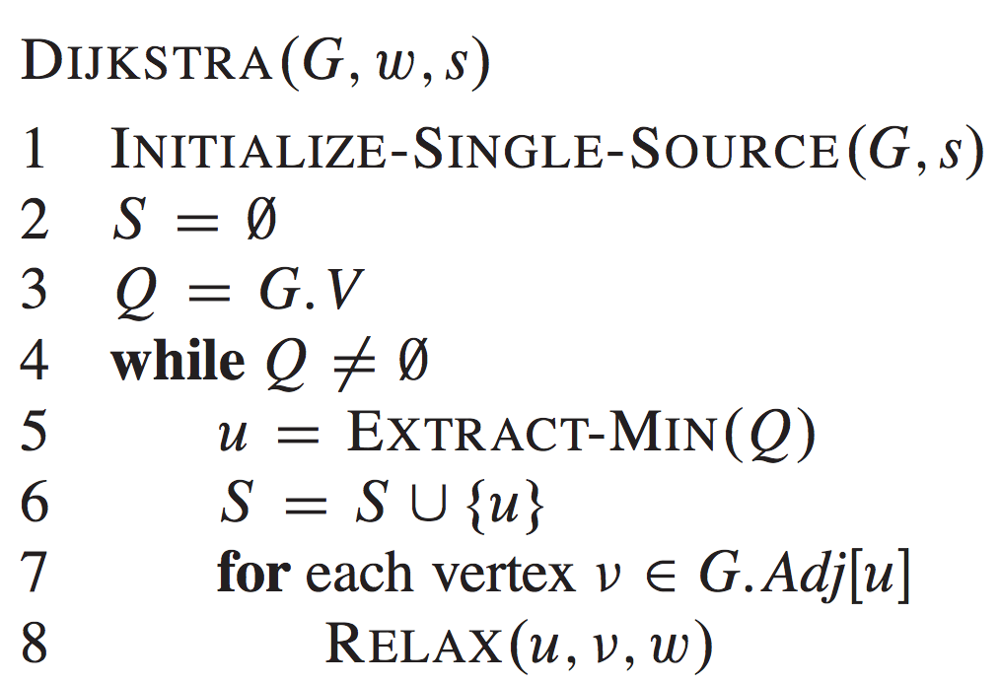 DIJKSTRA(G, w, s)
1 INITIALIZE-SINGLE-SOURCE(G, s)
2 S = ∅
3 Q = G.V
4 while Q ≠ ∅
5 u = EXTRACT-MIN(Q)
6 S = S ∪ {u}
7 for each vertex v ∈ G.Adj[u]
8 RELAX(u, v, w)